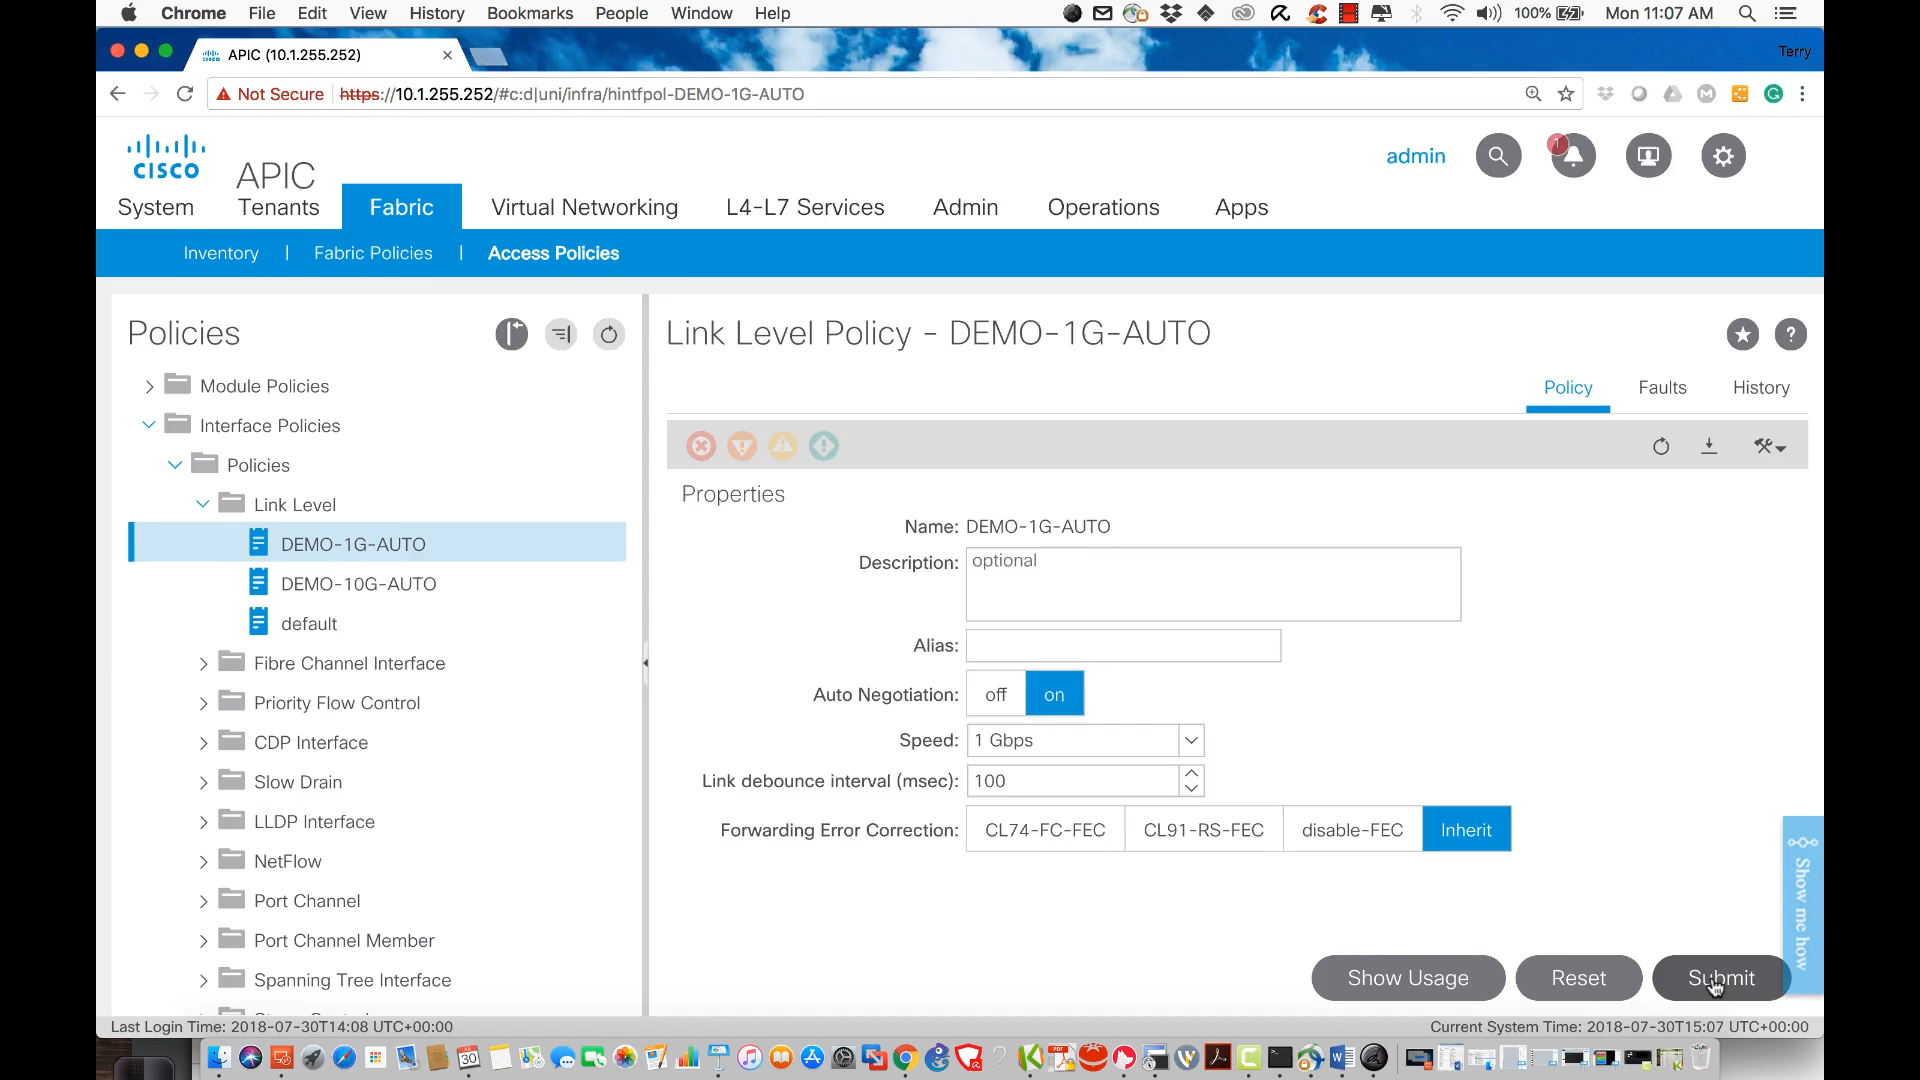 Chrome File Edit View History Bookmarks People Window Help 100% Mon 11:07 AM
APIC (10.1.255.252) Terry
Not Secure https://10.1.255.252/#c:d|uni/infra/hintfpol-DEMO-1G-AUTO
CISCO APIC admin 1
System Tenants Fabric Virtual Networking L4-L7 Services Admin Operations Apps
Inventory | Fabric Policies | Access Policies
Policies
Module Policies
Interface Policies
Policies
Link Level
DEMO-1G-AUTO
DEMO-10G-AUTO
default
Fibre Channel Interface
Priority Flow Control
CDP Interface
Slow Drain
LLDP Interface
NetFlow
Port Channel
Port Channel Member
Spanning Tree Interface
Link Level Policy - DEMO-1G-AUTO
Policy Faults History
Properties
Name: DEMO-1G-AUTO
Description: optional
Alias:
Auto Negotiation: off on
Speed: 1 Gbps
Link debounce interval (msec): 100
Forwarding Error Correction: CL74-FC-FEC CL91-RS-FEC disable-FEC Inherit
Show me how
Show Usage Reset Submit
Last Login Time: 2018-07-30T14:08 UTC+00:00 Current System Time: 2018-07-30T15:07 UTC+00:00